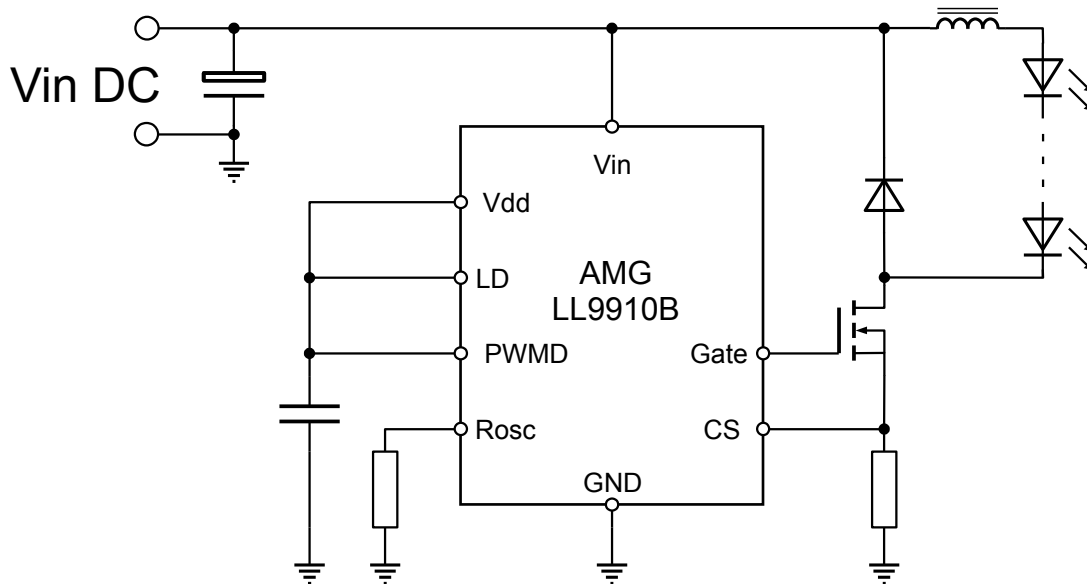 Vin DC
Vin
Vdd
LD
AMG
LL9910B
PWMD
Gate
Rosc
CS
GND